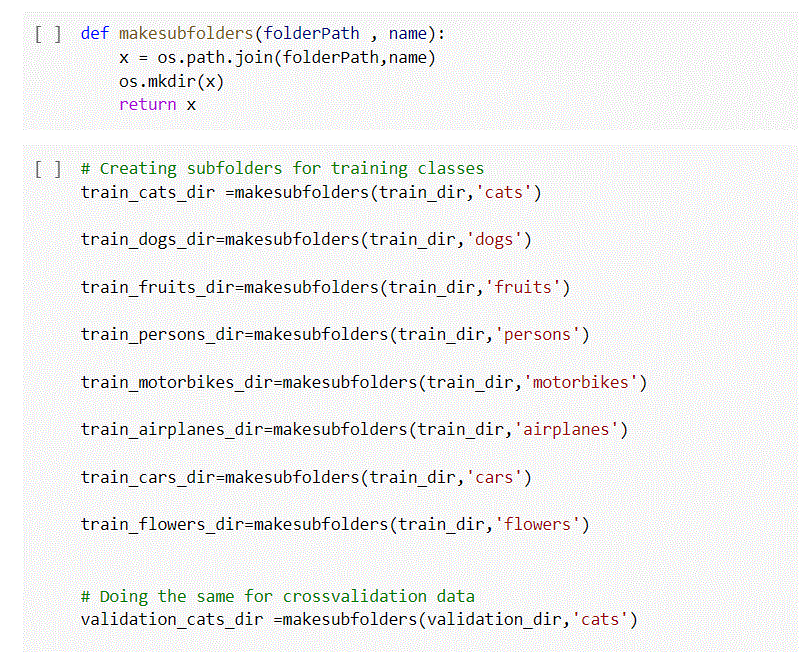 [ ] def makesubfolders(folderPath , name):
x = os.path.join(folderPath,name)
os.mkdir(x)
return x
[ ] # Creating subfolders for training classes
train_cats_dir =makesubfolders(train_dir,'cats')
train_dogs_dir=makesubfolders(train_dir,'dogs')
train_fruits_dir=makesubfolders(train_dir,'fruits')
train_persons_dir=makesubfolders(train_dir,'persons')
train_motorbikes_dir=makesubfolders(train_dir,'motorbikes')
train_airplanes_dir=makesubfolders(train_dir,'airplanes')
train_cars_dir=makesubfolders(train_dir,'cars')
train_flowers_dir=makesubfolders(train_dir,'flowers')
# Doing the same for crossvalidation data
validation_cats_dir =makesubfolders(validation_dir,'cats')